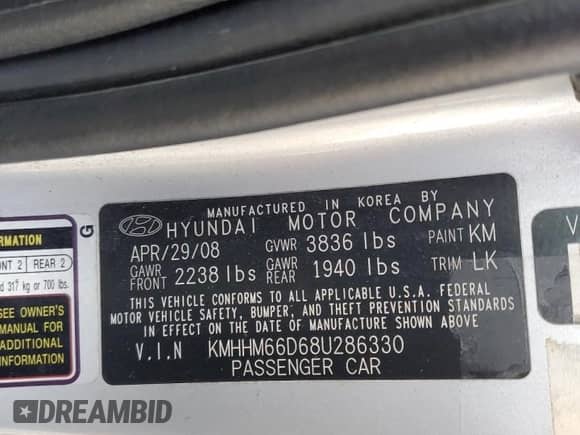 MANUFACTURED IN KOREA BY
HYUNDAI MOTOR COMPANY
APR/29/08 GVWR 3836 lbs PAINT KM
GAWR FRONT 2238 lbs GAWR REAR 1940 lbs TRIM LK
THIS VEHICLE CONFORMS TO ALL APPLICABLE U.S.A. FEDERAL
MOTOR VEHICLE SAFETY, BUMPER, AND THEFT PREVENTION STANDARDS
IN EFFECT ON THE DATE OF MANUFACTURE SHOWN ABOVE
V.I.N KMHHM66D68U286330
PASSENGER CAR
G
ORMATION
NT 2 REAR 2
d 317 kg or 700 lbs.
SEE OWNER'S
MANUAL FOR
ADDITIONAL
V
DREAMBID